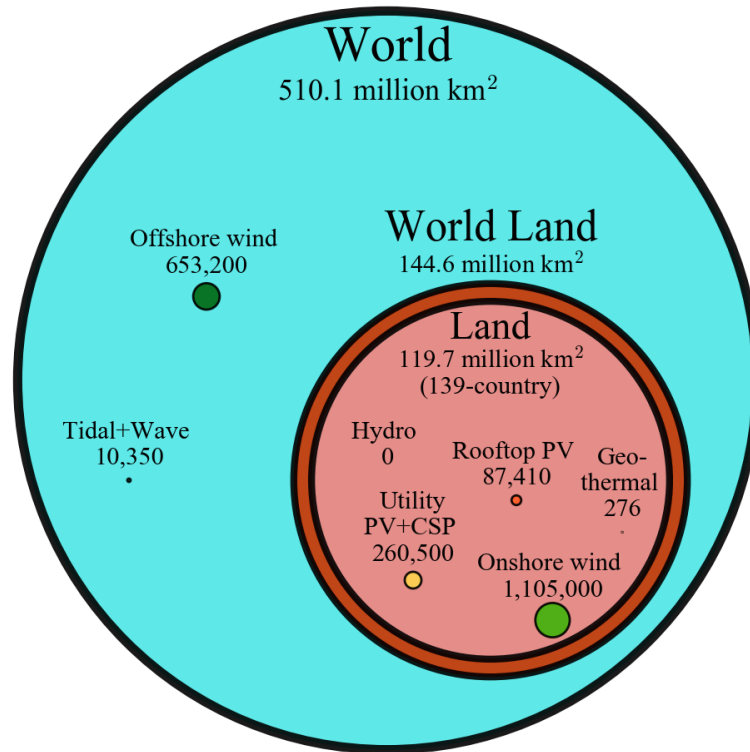 World
510.1 million km²
Offshore wind
653,200
World Land
144.6 million km²
Land
119.7 million km²
(139-country)
Tidal+Wave
10,350
Hydro
0
Rooftop PV
87,410
Geo-
thermal
276
Utility
PV+CSP
260,500
Onshore wind
1,105,000